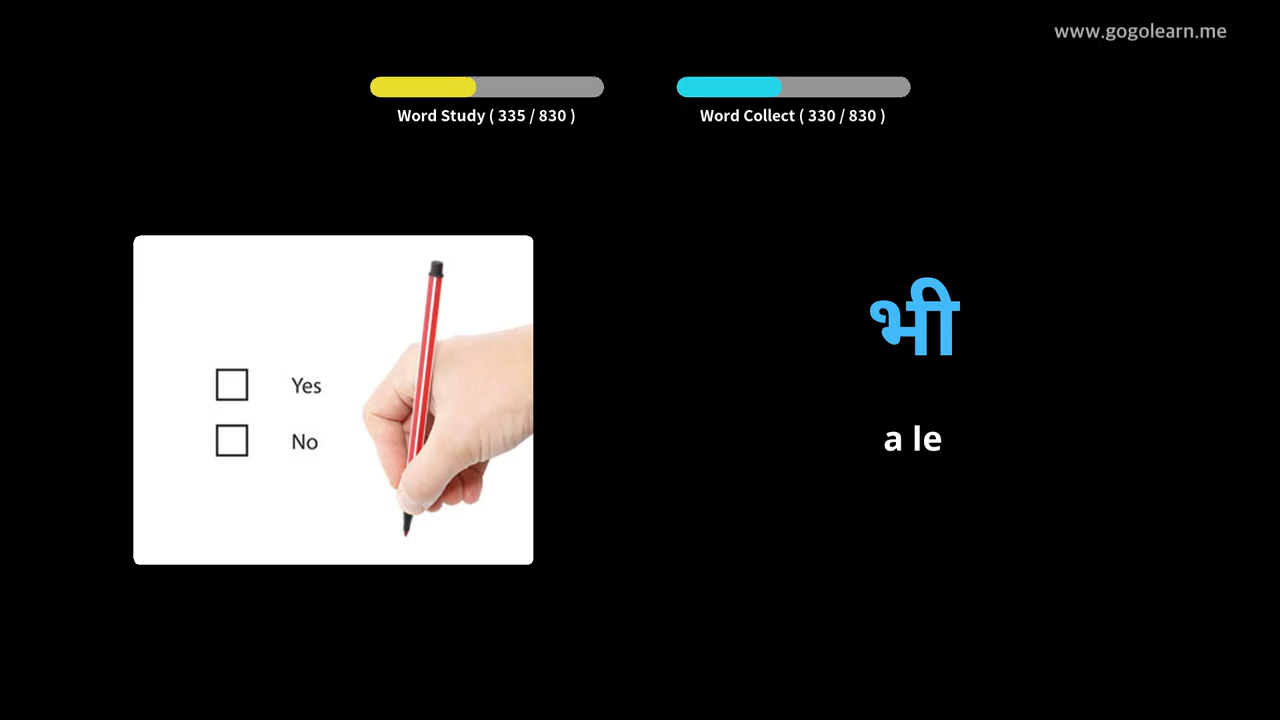 www.gogolearn.me
Word Study ( 335 / 830 )
Word Collect ( 330 / 830 )
Yes
No
भी
a le